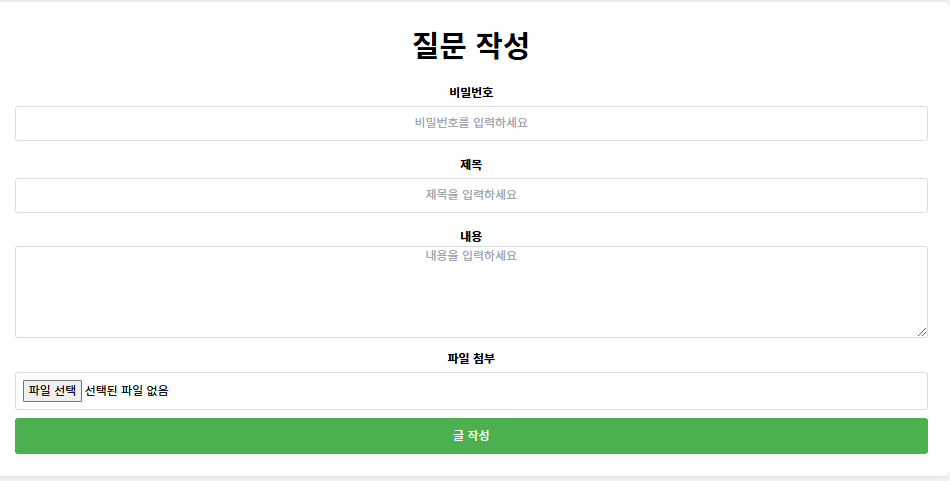 질문 작성
비밀번호
비밀번호를 입력하세요
제목
제목을 입력하세요
내용
내용을 입력하세요
파일 첨부
파일 선택 선택된 파일 없음
글 작성